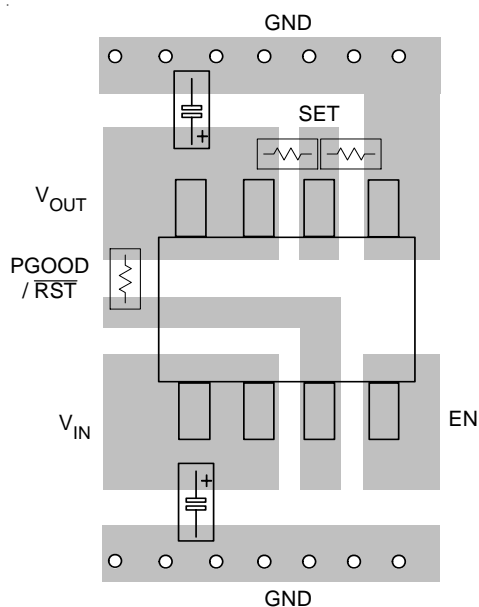 GND
SET
VOUT
PGOOD
/ RST
VIN
EN
GND